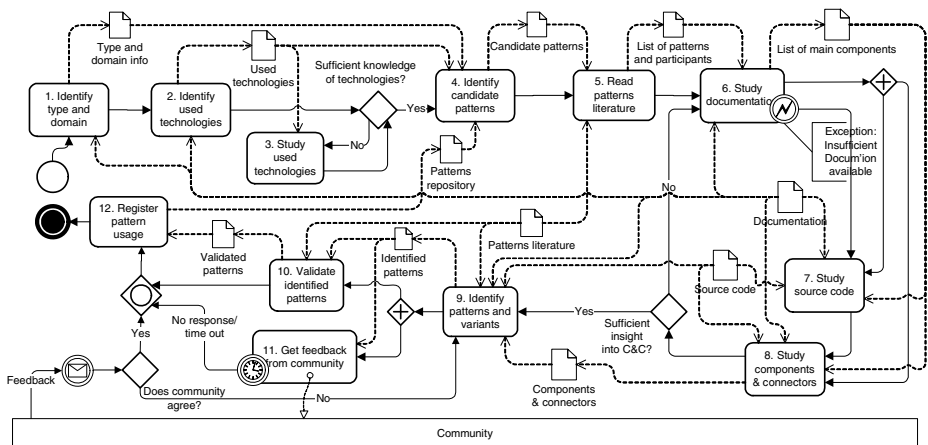 Type and
domain info
Used
technologies
Sufficient knowledge
of technologies?
Candidate patterns
List of patterns
and participants
List of main components
1. Identify
type and
domain
2. Identify
used
technologies
Yes
4. Identify
candidate
patterns
5. Read
patterns
literature
6. Study
documentation
No
3. Study
used
technologies
Exception:
Insufficient
Docum'ion
available
Patterns
repository
No
12. Register
pattern
usage
Documentation
Patterns literature
Validated
patterns
Identified
patterns
10. Validate
identified
patterns
Source code
7. Study
source code
9. Identify
patterns and
variants
Yes
Sufficient
insight
into C&C?
No response/
time out
Yes
11. Get feedback
from community
8. Study
components
& connectors
Feedback
Does community
agree?
No
Components
& connectors
Community